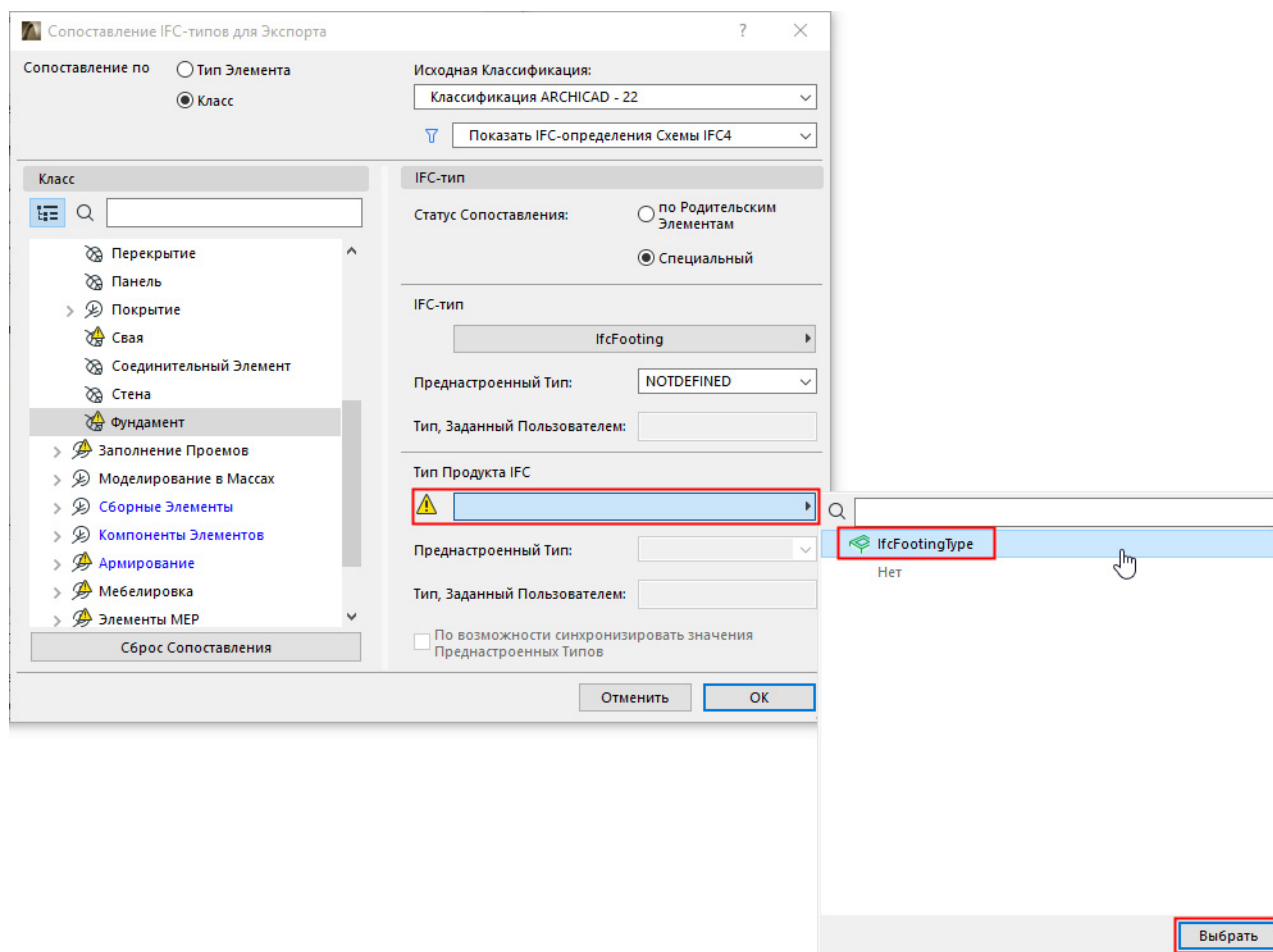 Сопоставление IFC-типов для Экспорта
?
Сопоставление по
Тип Элемента
Класс
Исходная Классификация:
Классификация ARCHICAD - 22
Показать IFC-определения Схемы IFC4
Класс
Перекрытие
Панель
Покрытие
Свая
Соединительный Элемент
Стена
Фундамент
Заполнение Проемов
Моделирование в Массах
Сборные Элементы
Компоненты Элементов
Армирование
Мебелировка
Элементы MEP
Сброс Сопоставления
IFC-тип
Статус Сопоставления:
по Родительским
Элементам
Специальный
IFC-тип
IfcFooting
Преднастроенный Тип:
NOTDEFINED
Тип, Заданный Пользователем:
Тип Продукта IFC
Преднастроенный Тип:
Тип, Заданный Пользователем:
По возможности синхронизировать значения
Преднастроенных Типов
Отменить
OK
IfcFootingType
Нет
Выбрать